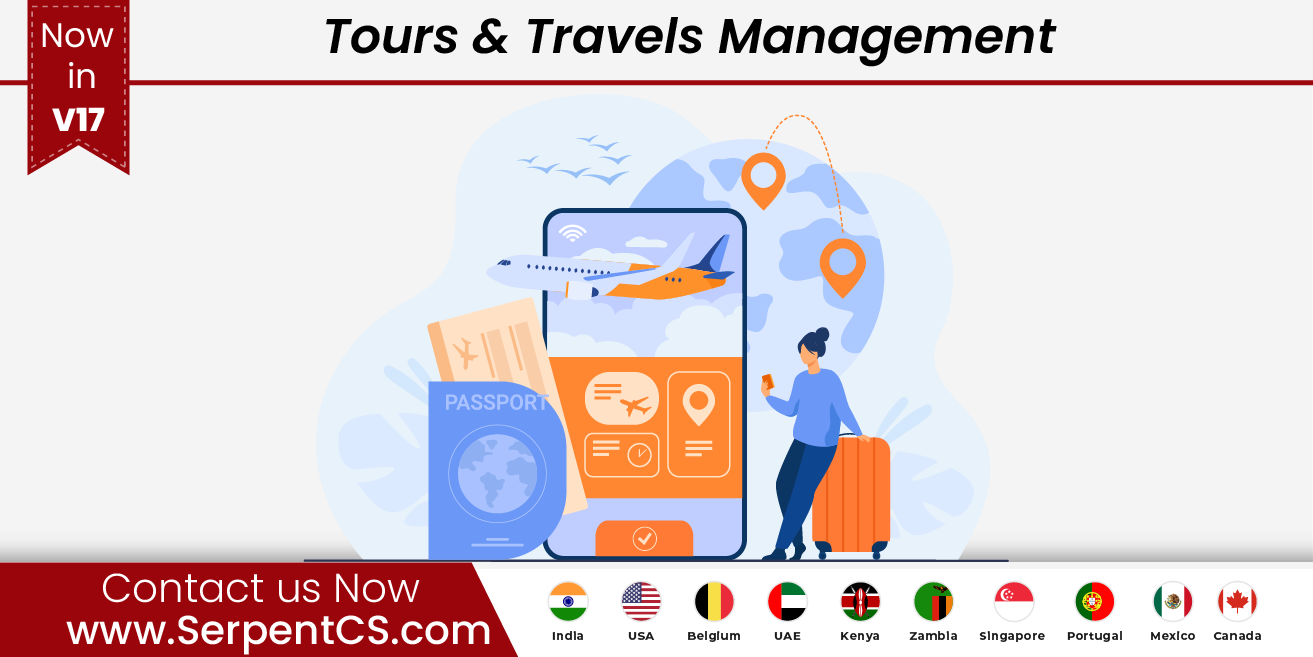 Now
in
V17
Tours & Travels Management
PASSPORT
Contact us Now
www.SerpentCS.com
India
USA
Belgium
UAE
Kenya
Zambia
Singapore
Portugal
Mexico
Canada